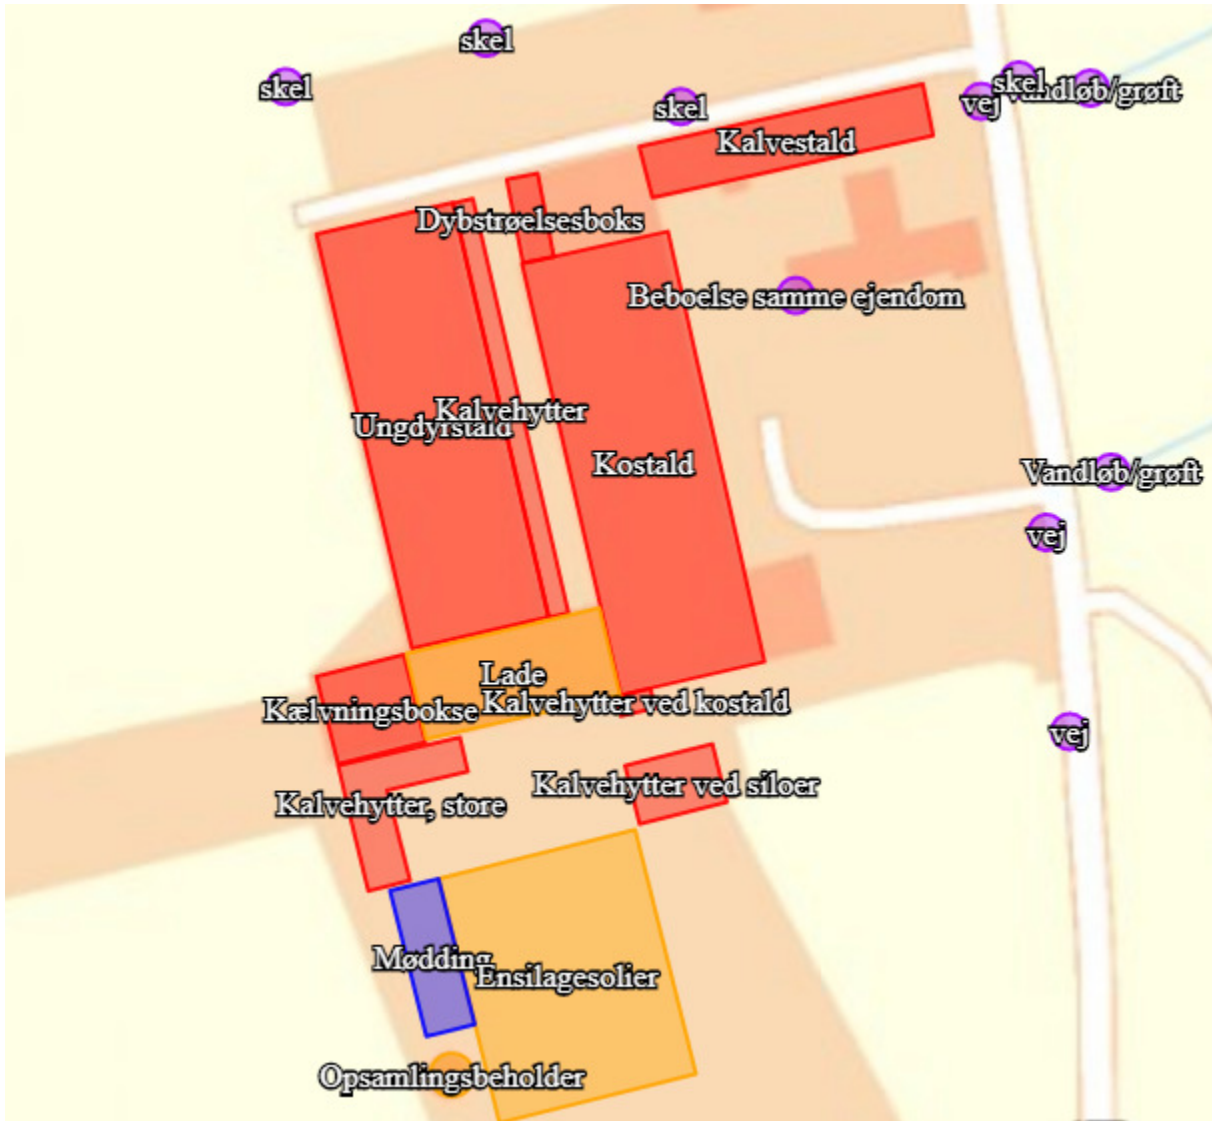 skel
skel
skel
skel
Vandløb/grøft
vej
Kalvestald
Dybstrøelsesboks
Beboelse samme ejendom
Kalvehytter
Ungdyrstald
Kostald
Vandløb/grøft
vej
Lade
Kalvehytter ved kostald
Kælvningsbokse
vej
Kalvehytter ved siloer
Kalvehytter, store
Mødding
Ensilagesolier
Opsamlingsbeholder